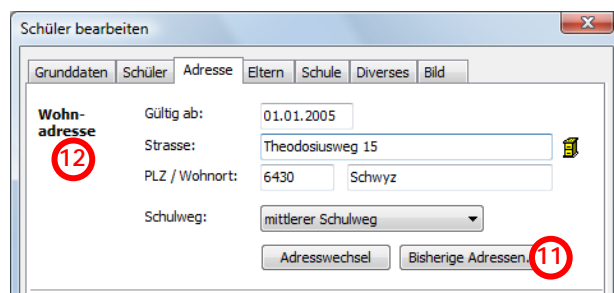 Schüler bearbeiten
Grunddaten Schüler Adresse Eltern Schule Diverses Bild
Wohn-
adresse
12
Gültig ab: 01.01.2005
Strasse: Theodosiusweg 15
PLZ / Wohnort: 6430 Schwyz
Schulweg: mittlerer Schulweg
Adresswechsel Bisherige Adressen. 11